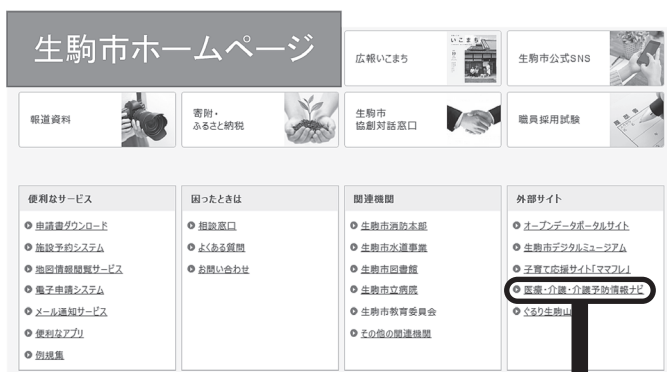 生駒市ホームページ
広報いこまち
いこまち
生駒市公式SNS
報道資料
寄附・
ふるさと納税
生駒市
協創対話窓口
職員採用試験
便利なサービス
申請書ダウンロード
施設予約システム
地図情報閲覧サービス
電子申請システム
メール通知サービス
便利なアプリ
例規集
困ったときは
相談窓口
よくある質問
お問い合わせ
関連機関
生駒市消防本部
生駒市水道事業
生駒市図書館
生駒市立病院
生駒市教育委員会
その他の関連機関
外部サイト
オープンデータポータルサイト
生駒市デジタルミュージアム
子育て応援サイト「ママフレ」
医療・介護・介護予防情報ナビ
ぐるり生駒山